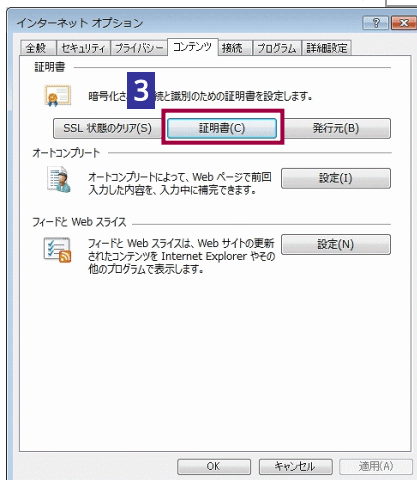 インターネット オプション
全般 セキュリティ プライバシー コンテンツ 接続 プログラム 詳細設定
証明書
暗号化さ 3 続と識別のための証明書を設定します。
SSL 状態のクリア(S) 証明書(C) 発行元(B)
オートコンプリート
オートコンプリートによって、Web ページで前回 設定(I)
入力した内容を、入力中に補完できます。
フィードと Web スライス
フィードと Web スライスは、Web サイトの更新 設定(N)
されたコンテンツを Internet Explorer やその
他のプログラムで表示します。
OK キャンセル 適用(A)